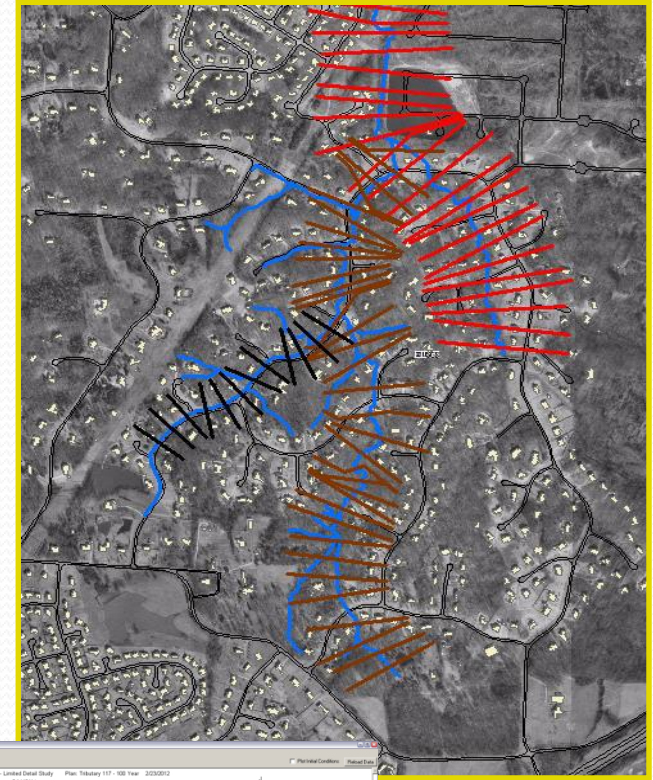 Plot Initial Conditions Reload Data
- Limited Detail Study Plan: Tributary 117 - 100 Year 2/23/2012